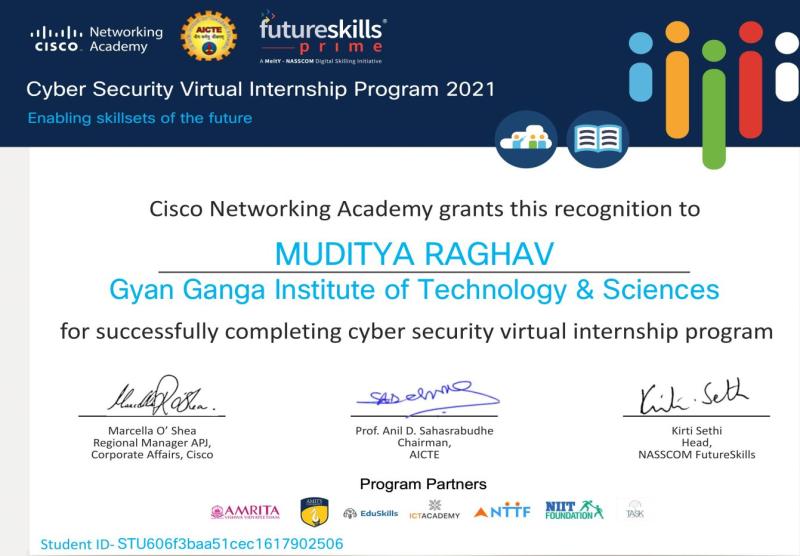 CISCO Networking Academy
AICTE
futureskills®
prime
A MeitY - NASSCOM Digital Skilling Initiative
Cyber Security Virtual Internship Program 2021
Enabling skillsets of the future
Cisco Networking Academy grants this recognition to
MUDITYA RAGHAV
Gyan Ganga Institute of Technology & Sciences
for successfully completing cyber security virtual internship program
Kirti Seth
Marcella O’ Shea
Regional Manager APJ,
Corporate Affairs, Cisco
Prof. Anil D. Sahasrabudhe
Chairman,
AICTE
Kirti Sethi
Head,
NASSCOM FutureSkills
Program Partners
AMRITA
VISHWA VIDYAPEETHAM
AMITY
EduSkills
ICTACADEMY
NTTF
NIIT
FOUNDATION
TASK
Student ID- STU606f3baa51cec1617902506